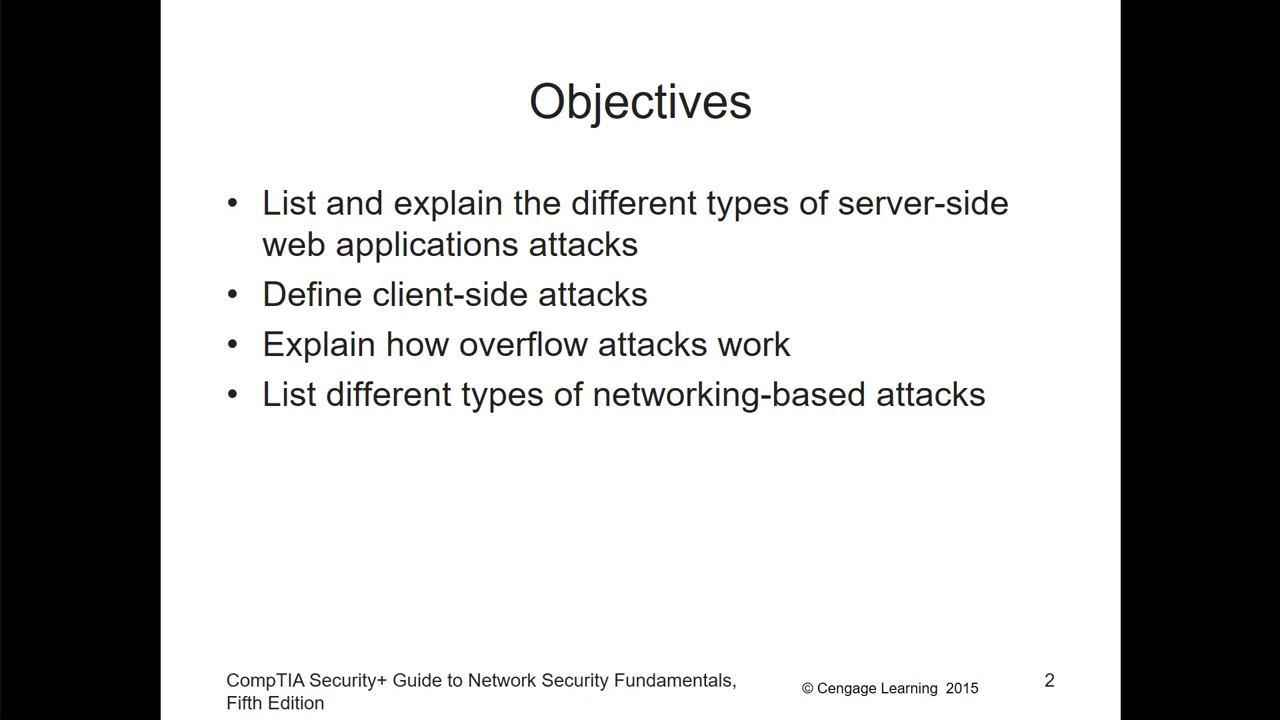 Objectives
• List and explain the different types of server-side
web applications attacks
• Define client-side attacks
• Explain how overflow attacks work
• List different types of networking-based attacks
CompTIA Security+ Guide to Network Security Fundamentals,
Fifth Edition
© Cengage Learning 2015
2